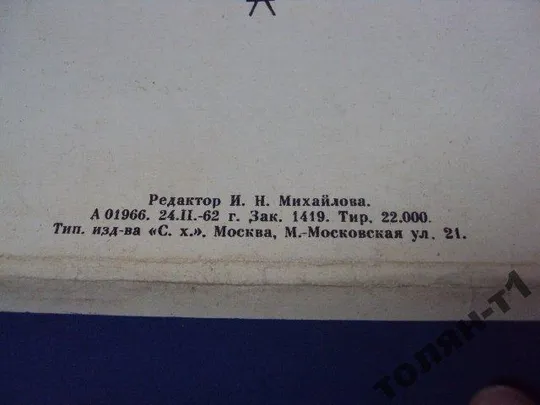 Редактор И. Н. Михайлова.
А 01966. 24.II.-62 г. Зак. 1419. Тир. 22.000.
Тип. изд-ва «С. х.». Москва, М.-Московская ул. 21.
толян-т1